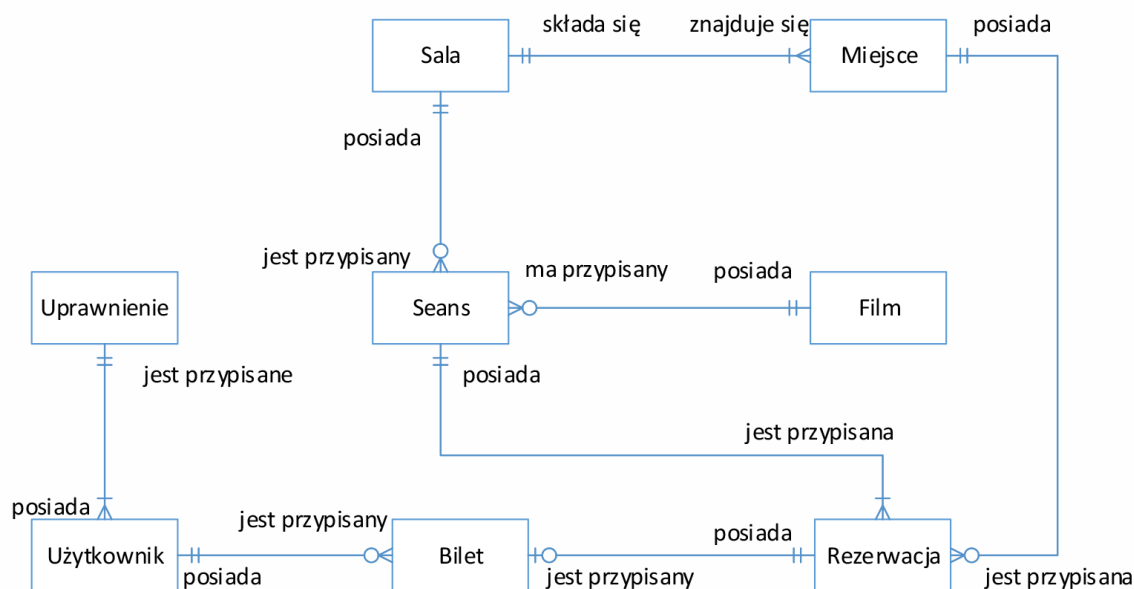 składa się
znajduje się
posiada
Sala
Miejsce
posiada
jest przypisany
ma przypisany
posiada
Uprawnienie
Seans
Film
jest przypisane
posiada
jest przypisana
posiada
jest przypisany
posiada
Użytkownik
Bilet
Rezerwacja
posiada
jest przypisany
jest przypisana